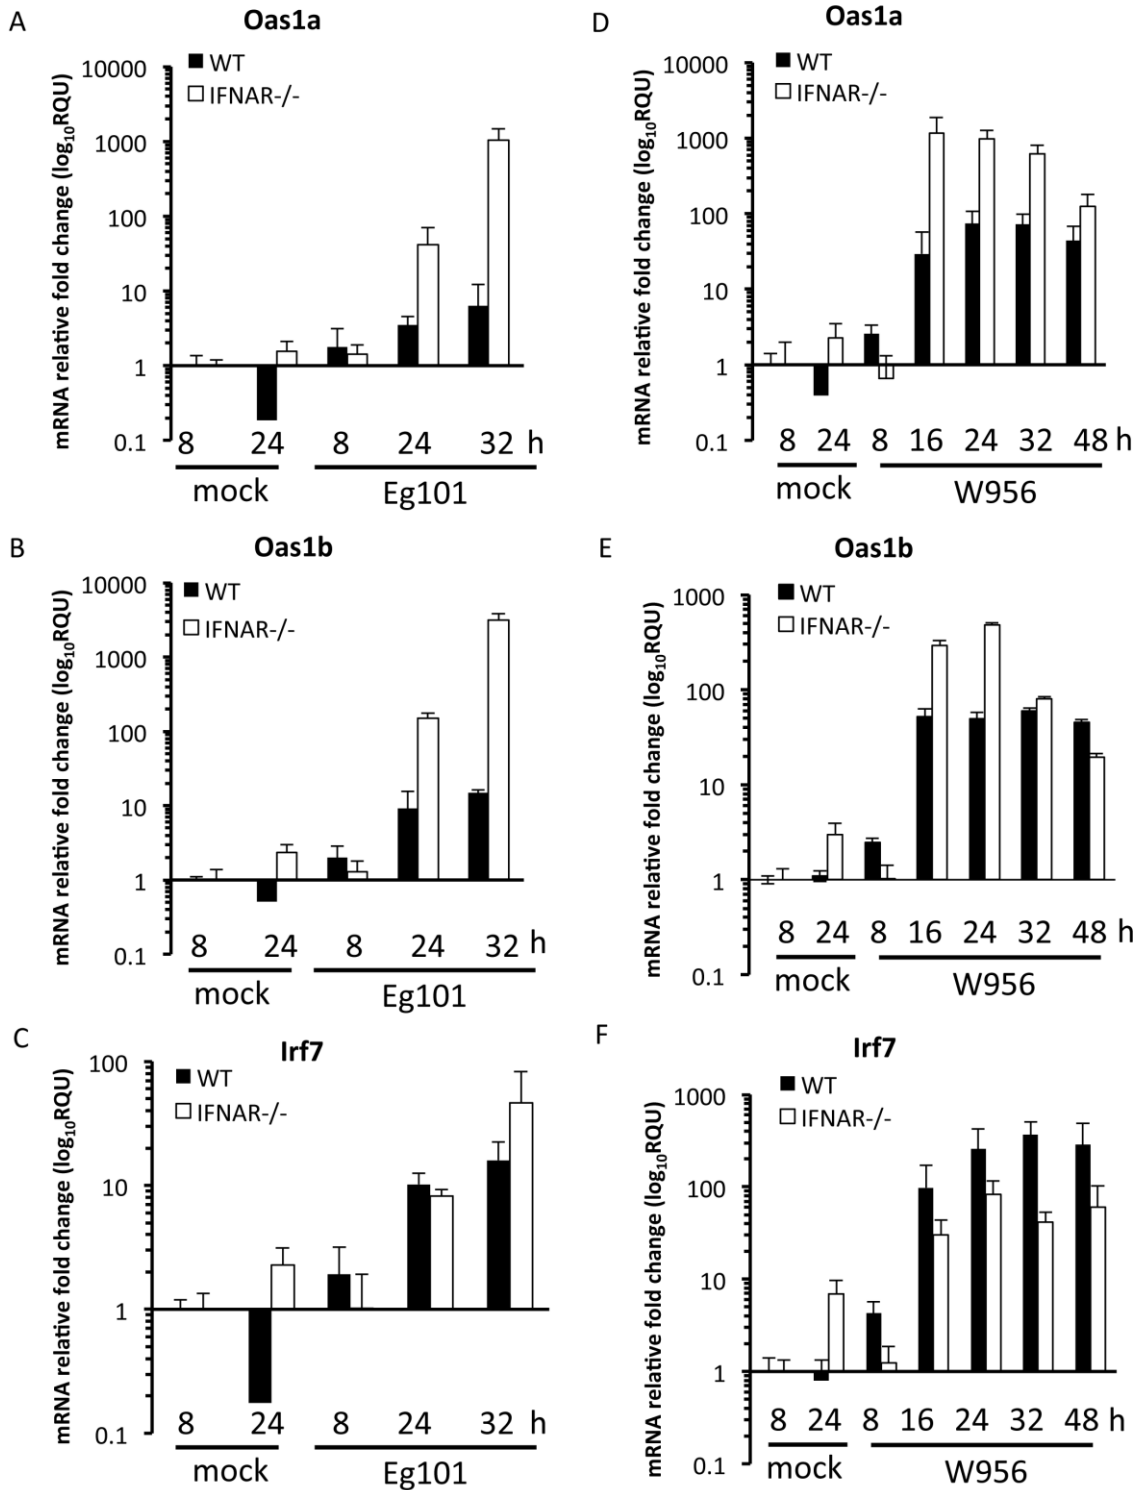 A
Oas1a
WT
IFNAR-/-
mRNA relative fold change (log10RQU)
10000
1000
100
10
1
0.1
8 24 8 24 32 h
mock Eg101
D
Oas1a
WT
IFNAR-/-
mRNA relative fold change (log10RQU)
10000
1000
100
10
1
0.1
8 24 8 16 24 32 48 h
mock W956
B
Oas1b
WT
IFNAR-/-
mRNA relative fold change (log10RQU)
10000
1000
100
10
1
0.1
8 24 8 24 32 h
mock Eg101
E
Oas1b
WT
IFNAR-/-
mRNA relative fold change (log10RQU)
1000
100
10
1
0.1
8 24 8 16 24 32 48 h
mock W956
C
Irf7
WT
IFNAR-/-
mRNA relative fold change (log10RQU)
100
10
1
0.1
8 24 8 24 32 h
mock Eg101
F
Irf7
WT
IFNAR-/-
mRNA relative fold change (log10RQU)
1000
100
10
1
0.1
8 24 8 16 24 32 48 h
mock W956